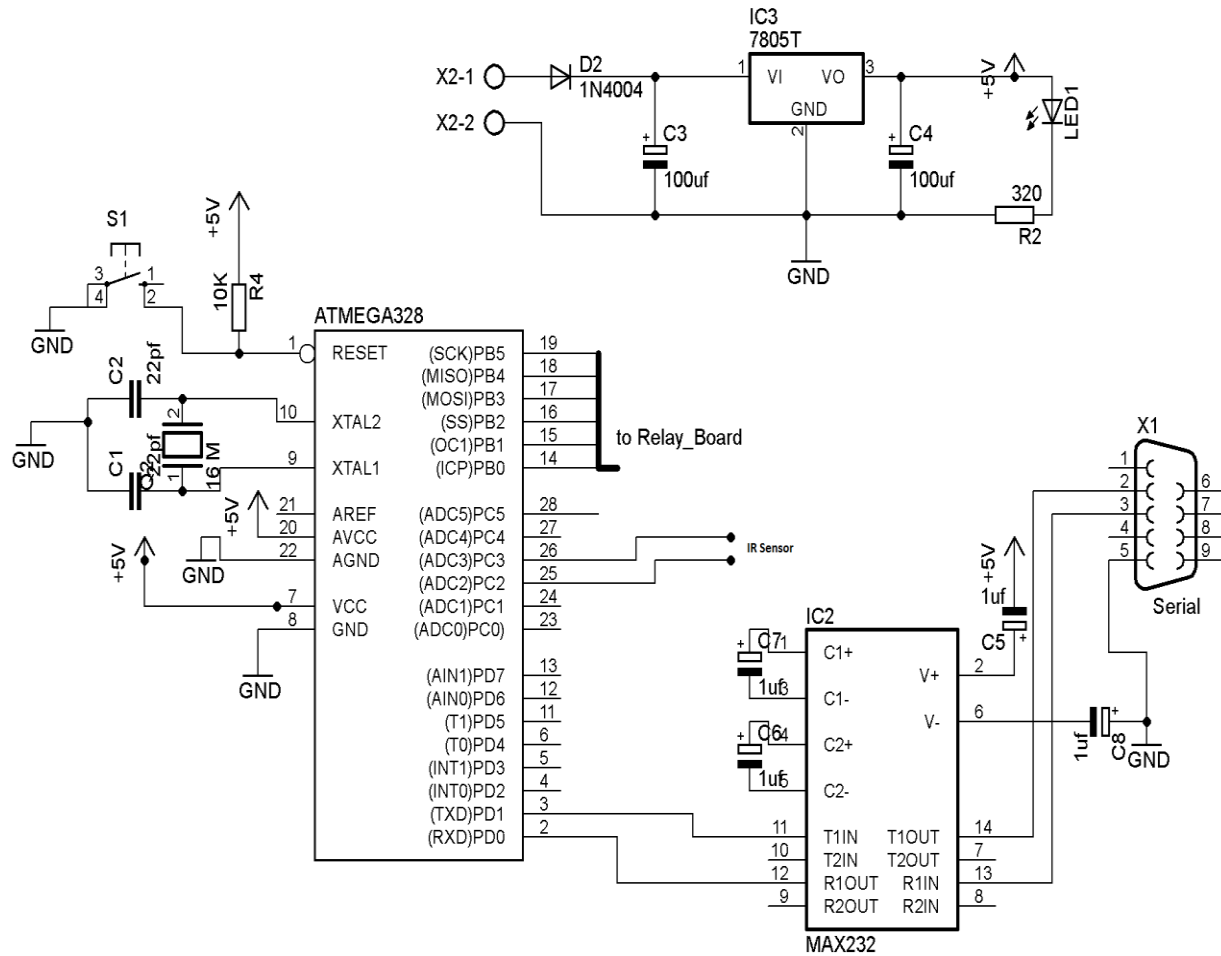 IC3
7805T
X2-1
D2
1N4004
1
VI
VO
3
GND
2
+5V
LED1
X2-2
+
C3
100uf
+
C4
100uf
320
R2
GND
S1
3
4
1
2
GND
+5V
10K
R4
C2
22pf
2
16 M
1
Q2
C1
22pf
GND
ATMEGA328
1
RESET
10
XTAL2
9
XTAL1
21
AREF
20
AVCC
22
AGND
7
VCC
8
GND
+5V
GND
+5V
GND
(SCK)PB5
19
(MISO)PB4
18
(MOSI)PB3
17
(SS)PB2
16
(OC1)PB1
15
(ICP)PB0
14
to Relay_Board
(ADC5)PC5
28
(ADC4)PC4
27
(ADC3)PC3
26
(ADC2)PC2
25
(ADC1)PC1
24
(ADC0)PC0)
23
IR Sensor
(AIN1)PD7
13
(AIN0)PD6
12
(T1)PD5
11
(T0)PD4
6
(INT1)PD3
5
(INT0)PD2
4
(TXD)PD1
3
(RXD)PD0
2
IC2
+
C7
1uf
1
C1+
3
C1-
+
C6
1uf
4
C2+
5
C2-
11
T1IN
10
T2IN
12
R1OUT
9
R2OUT
V+
2
V-
6
T1OUT
14
T2OUT
7
R1IN
13
R2IN
8
MAX232
+5V
1uf
C5
+
1uf
C8
+
GND
X1
1
2
3
4
5
6
7
8
9
Serial